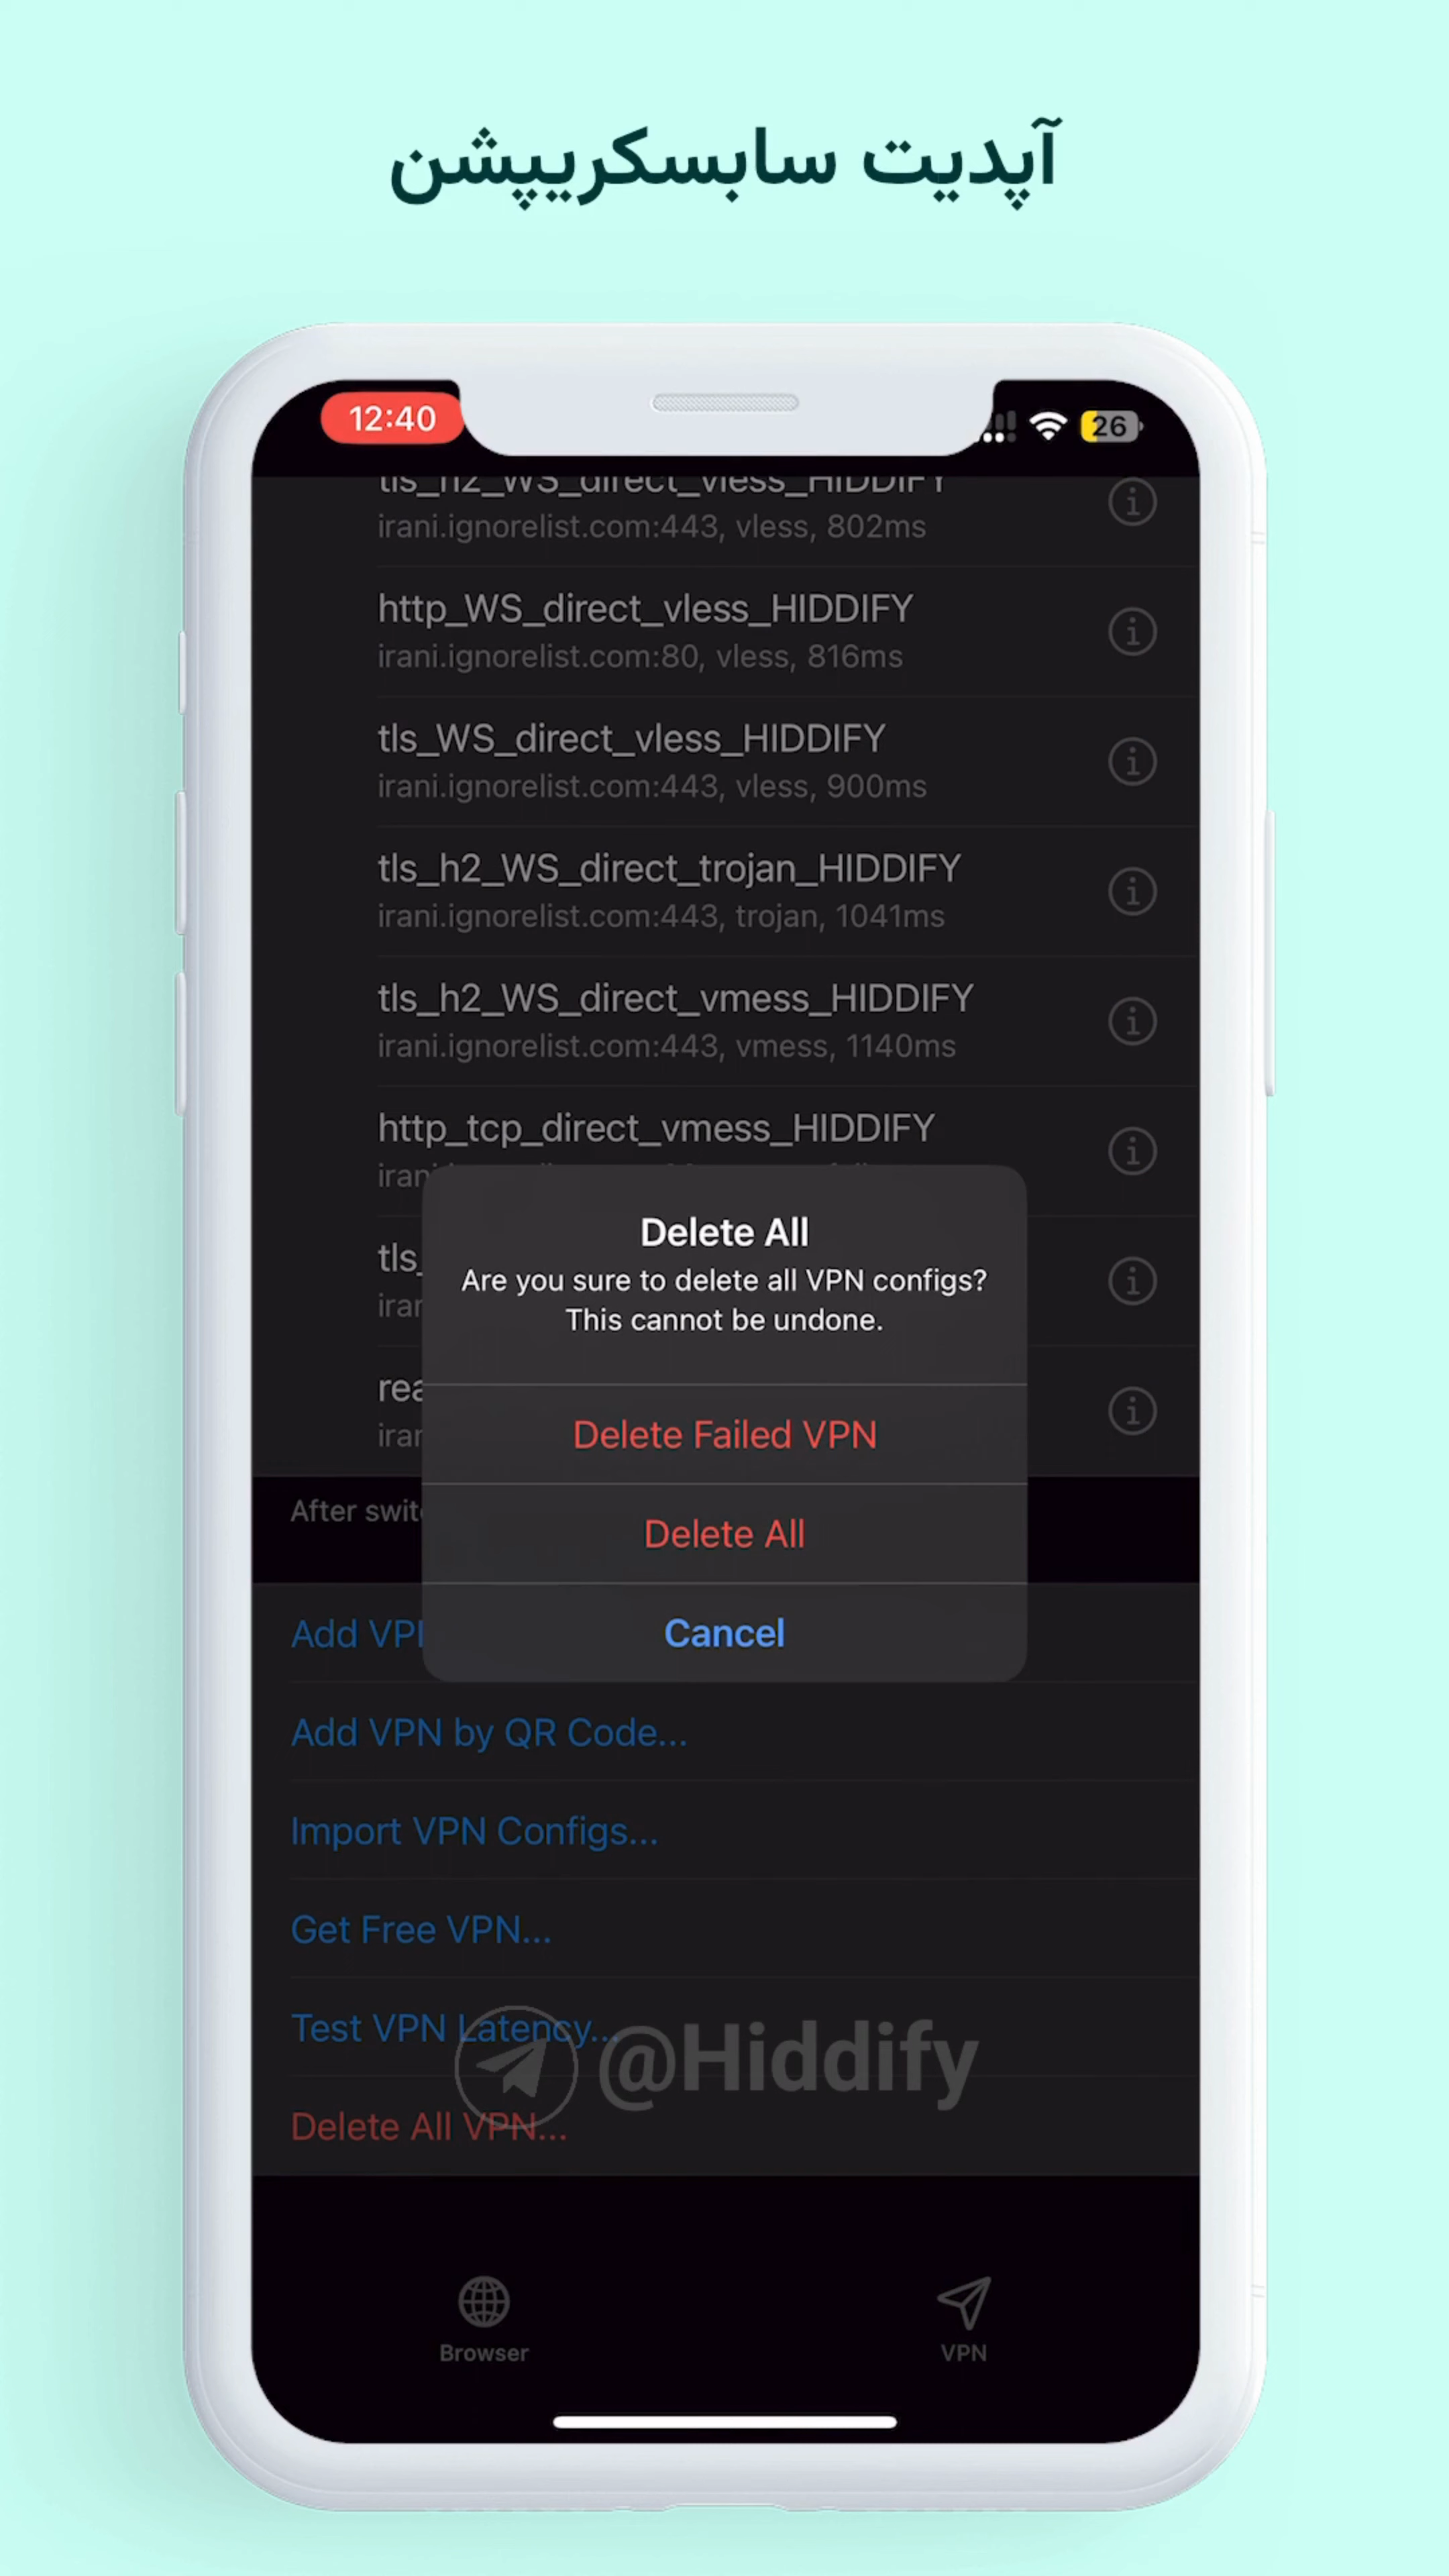 آپدیت سابسکریپشن
12:40
26
tls_h2_WS_direct_vless_HIDDIFY
irani.ignorelist.com:443, vless, 802ms
http_WS_direct_vless_HIDDIFY
irani.ignorelist.com:80, vless, 816ms
tls_WS_direct_vless_HIDDIFY
irani.ignorelist.com:443, vless, 900ms
tls_h2_WS_direct_trojan_HIDDIFY
irani.ignorelist.com:443, trojan, 1041ms
tls_h2_WS_direct_vmess_HIDDIFY
irani.ignorelist.com:443, vmess, 1140ms
http_tcp_direct_vmess_HIDDIFY
Delete All
Are you sure to delete all VPN configs?
This cannot be undone.
Delete Failed VPN
Delete All
Cancel
After
Add
Add VPN by QR Code...
Import VPN Configs...
Get Free VPN...
Test VPN Latency...
@Hiddify
Delete All VPN...
Browser
VPN